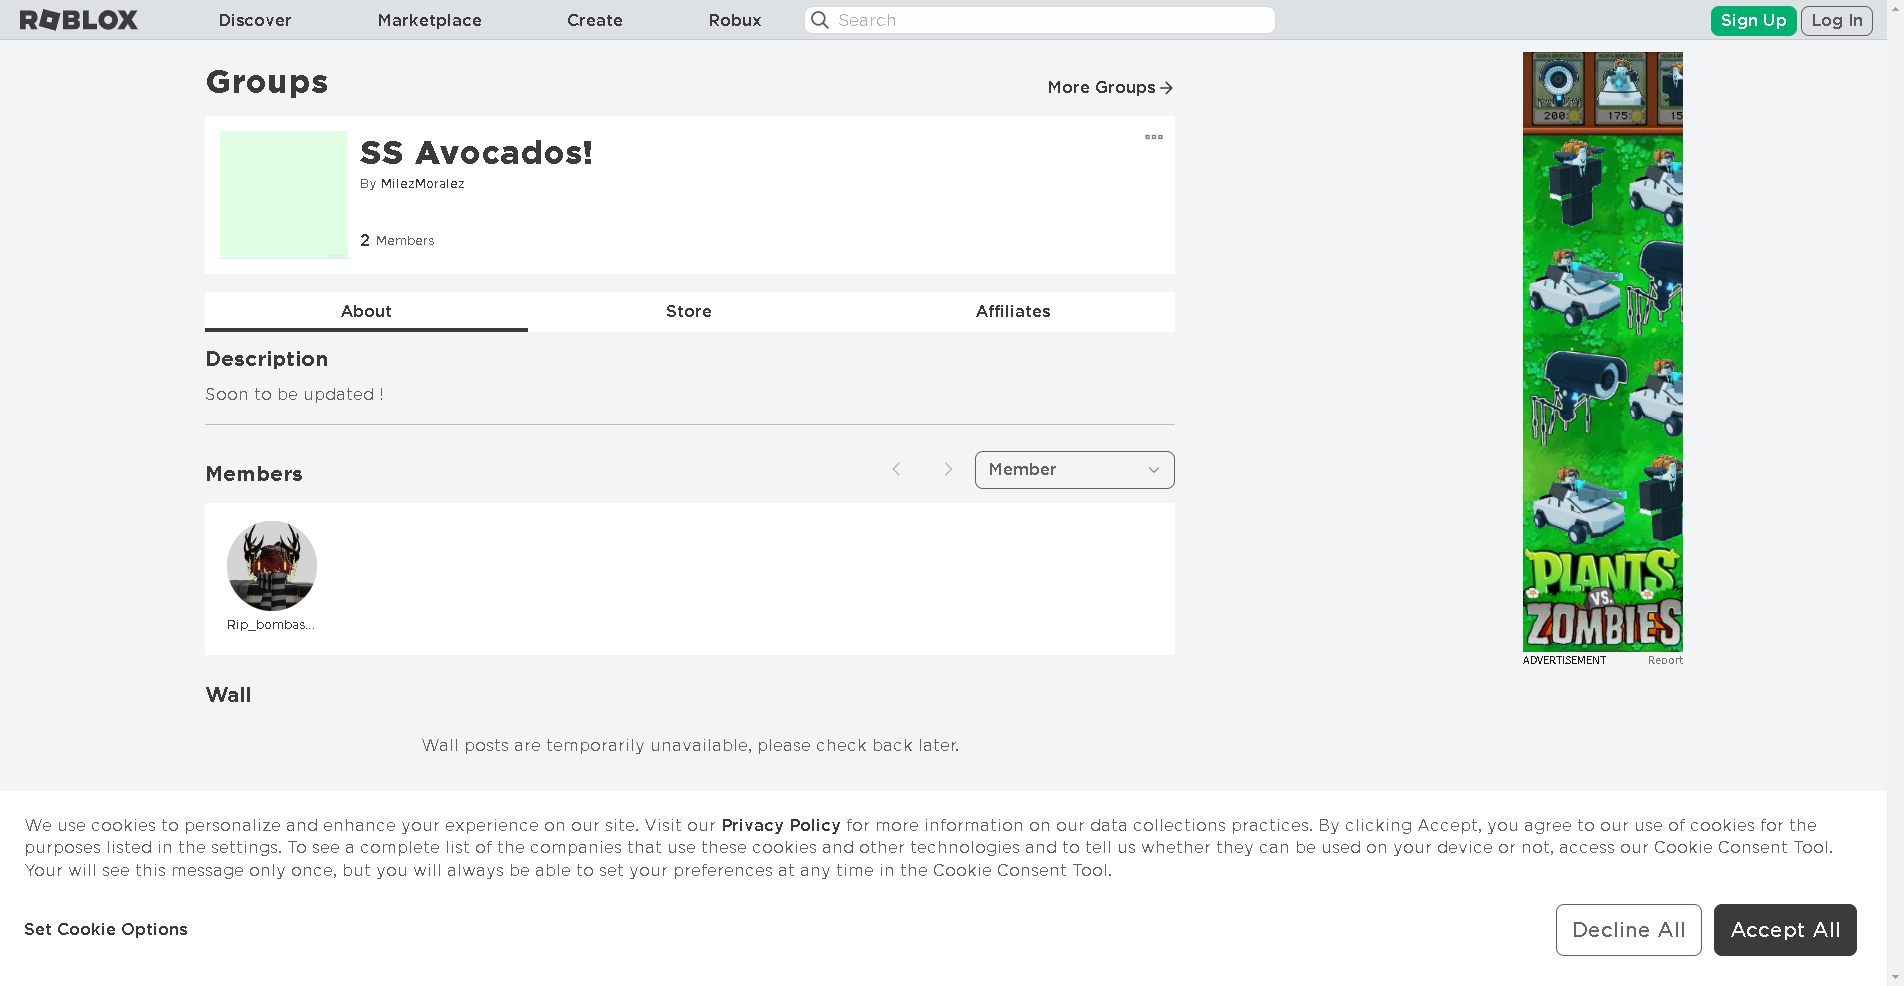 ROBLOX Discover Marketplace Create Robux Search Sign Up Log In
Groups
More Groups
SS Avocados!
By MilezMoralez
2 Members
About Store Affiliates
Description
Soon to be updated !
Members
Member
Rip_bombas...
Wall
Wall posts are temporarily unavailable, please check back later.
200 175 15
PLANTS
VS.
ZOMBIES
ADVERTISEMENT Report
We use cookies to personalize and enhance your experience on our site. Visit our Privacy Policy for more information on our data collections practices. By clicking Accept, you agree to our use of cookies for the
purposes listed in the settings. To see a complete list of the companies that use these cookies and other technologies and to tell us whether they can be used on your device or not, access our Cookie Consent Tool.
Your will see this message only once, but you will always be able to set your preferences at any time in the Cookie Consent Tool.
Set Cookie Options
Decline All Accept All